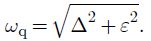 ω_q = √(Δ² + ε²).